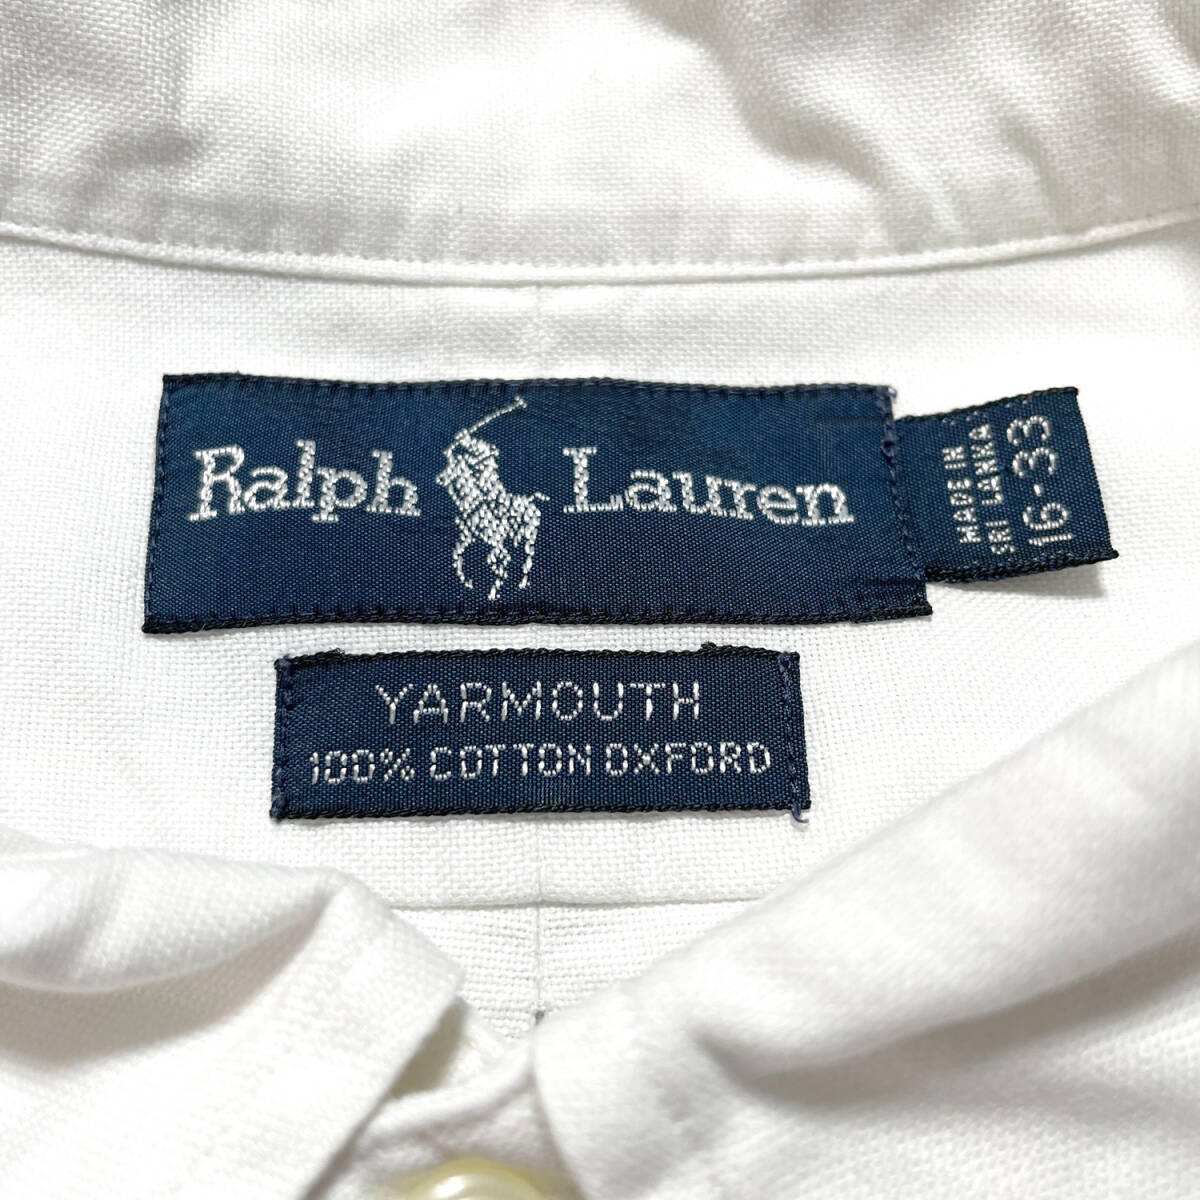 Ralph Lauren
MADE IN
SRI LANKA
16-33
YARMOUTH
100% COTTON OXFORD